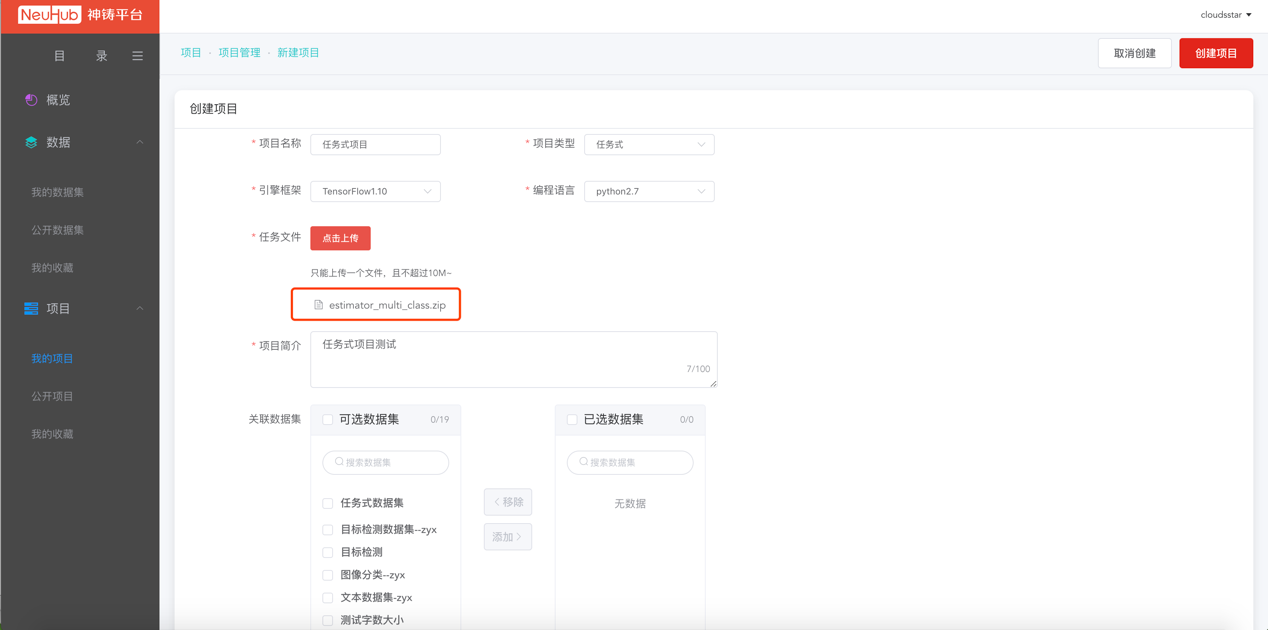 NeuHub 神铸平台
cloudsstar
目 录
项目 · 项目管理 · 新建项目
取消创建
创建项目
概览
数据
我的数据集
公开数据集
我的收藏
项目
我的项目
公开项目
我的收藏
创建项目
* 项目名称 任务式项目
* 项目类型 任务式
* 引擎框架 TensorFlow1.10
* 编程语言 python2.7
* 任务文件 点击上传
只能上传一个文件，且不超过10M~
estimator_multi_class.zip
* 项目简介 任务式项目测试
7/100
关联数据集
可选数据集 0/19
搜索数据集
任务式数据集
目标检测数据集--zyx
目标检测
图像分类--zyx
文本数据集-zyx
测试字数大小
< 移除
添加 >
已选数据集 0/0
搜索数据集
无数据